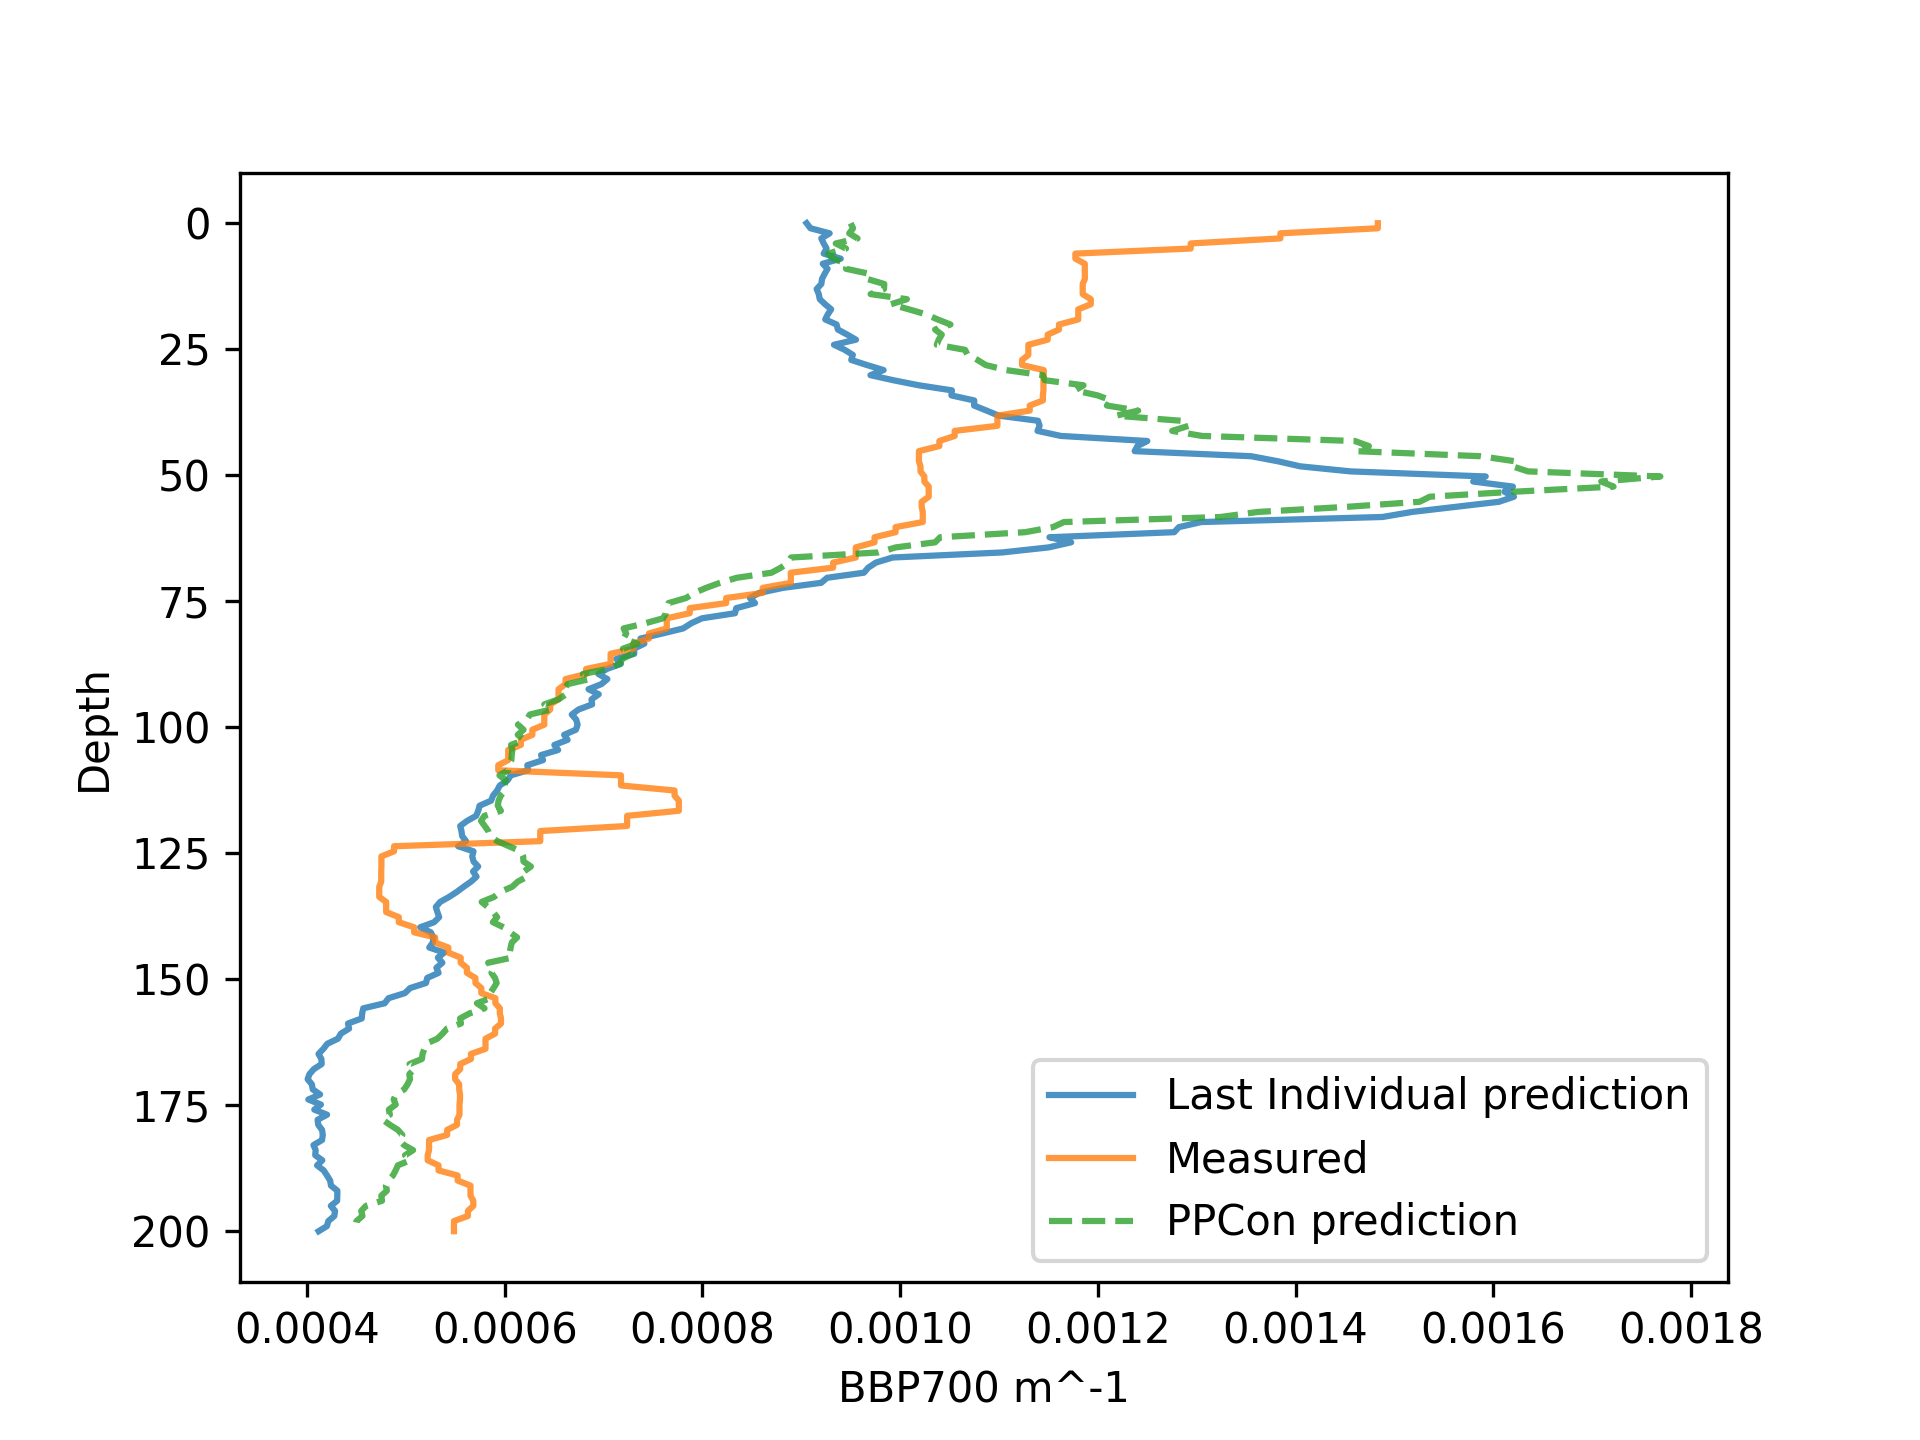 0
25
50
75
100
125
150
175
200
Depth
0.0004 0.0006 0.0008 0.0010 0.0012 0.0014 0.0016 0.0018
BBP700 m^-1
Last Individual prediction
Measured
PPCon prediction